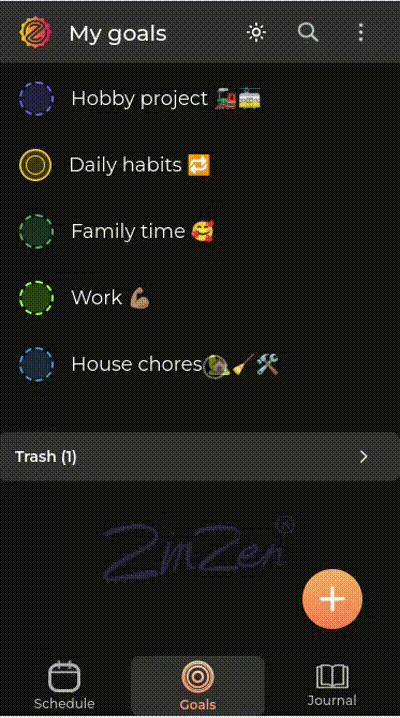 My goals
Hobby project 🚂🚋
Daily habits 🔁
Family time 🥰
Work 💪🏽
House chores🏡🧹🛠️
Trash (1)
ZinZen®
Schedule
Goals
Journal